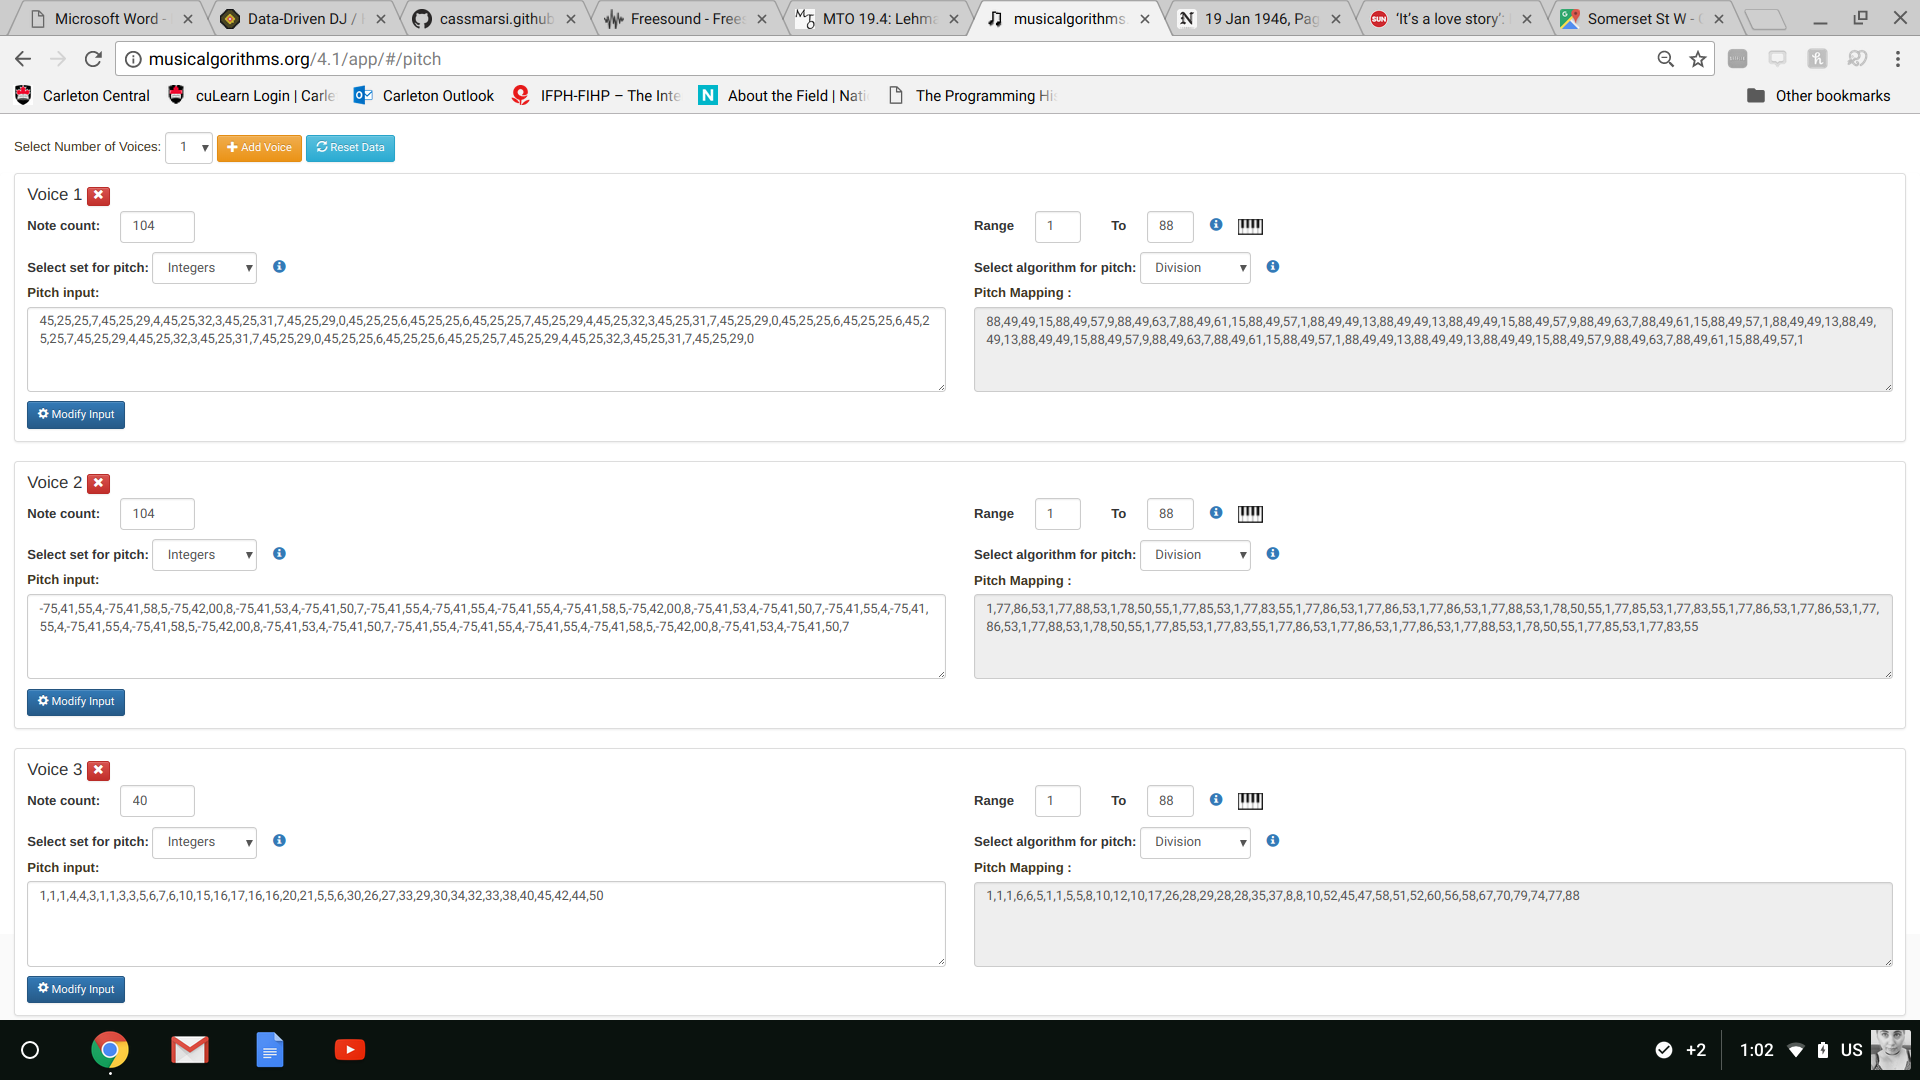 Microsoft Word -
Data-Driven DJ /
cassmarsi.github
Freesound - Frees
MTO 19.4: Lehma
musicalgorithms.
19 Jan 1946, Pag
'It's a love story':
Somerset St W - G
musicalgorithms.org/4.1/app/#/pitch
Carleton Central
cuLearn Login | Carle
Carleton Outlook
IFPH-FIHP – The Inte
About the Field | Nati
The Programming His
Other bookmarks
Select Number of Voices: 1 Add Voice Reset Data
Voice 1
Note count: 104 Range 1 To 88
Select set for pitch: Integers Select algorithm for pitch: Division
Pitch input: Pitch Mapping :
45,25,25,7,45,25,29,4,45,25,32,3,45,25,31,7,45,25,29,0,45,25,25,6,45,25,25,6,45,25,25,7,45,25,29,4,45,25,32,3,45,25,31,7,45,25,29,0,45,25,25,6,45,25,25,6,45,2
5,25,7,45,25,29,4,45,25,32,3,45,25,31,7,45,25,29,0,45,25,25,6,45,25,25,6,45,25,25,7,45,25,29,4,45,25,32,3,45,25,31,7,45,25,29,0
88,49,49,15,88,49,57,9,88,49,63,7,88,49,61,15,88,49,57,1,88,49,49,13,88,49,49,13,88,49,49,15,88,49,57,9,88,49,63,7,88,49,61,15,88,49,57,1,88,49,49,13,88,49,
49,13,88,49,49,15,88,49,57,9,88,49,63,7,88,49,61,15,88,49,57,1,88,49,49,13,88,49,49,13,88,49,49,15,88,49,57,9,88,49,63,7,88,49,61,15,88,49,57,1
Modify Input
Voice 2
Note count: 104 Range 1 To 88
Select set for pitch: Integers Select algorithm for pitch: Division
Pitch input: Pitch Mapping :
-75,41,55,4,-75,41,58,5,-75,42,00,8,-75,41,53,4,-75,41,50,7,-75,41,55,4,-75,41,55,4,-75,41,55,4,-75,41,58,5,-75,42,00,8,-75,41,53,4,-75,41,50,7,-75,41,55,4,-75,41,
55,4,-75,41,55,4,-75,41,58,5,-75,42,00,8,-75,41,53,4,-75,41,50,7,-75,41,55,4,-75,41,55,4,-75,41,55,4,-75,41,58,5,-75,42,00,8,-75,41,53,4,-75,41,50,7
1,77,86,53,1,77,88,53,1,78,50,55,1,77,85,53,1,77,83,55,1,77,86,53,1,77,86,53,1,77,86,53,1,77,88,53,1,78,50,55,1,77,85,53,1,77,83,55,1,77,86,53,1,77,86,53,1,77,
86,53,1,77,88,53,1,78,50,55,1,77,85,53,1,77,83,55,1,77,86,53,1,77,86,53,1,77,86,53,1,77,88,53,1,78,50,55,1,77,85,53,1,77,83,55
Modify Input
Voice 3
Note count: 40 Range 1 To 88
Select set for pitch: Integers Select algorithm for pitch: Division
Pitch input: Pitch Mapping :
1,1,1,4,4,3,1,1,3,3,5,6,7,6,10,15,16,17,16,16,20,21,5,5,6,30,26,27,33,29,30,34,32,33,38,40,45,42,44,50
1,1,1,6,6,5,1,1,5,5,8,10,12,10,17,26,28,29,28,28,35,37,8,8,10,52,45,47,58,51,52,60,56,58,67,70,79,74,77,88
Modify Input
+2 1:02 US